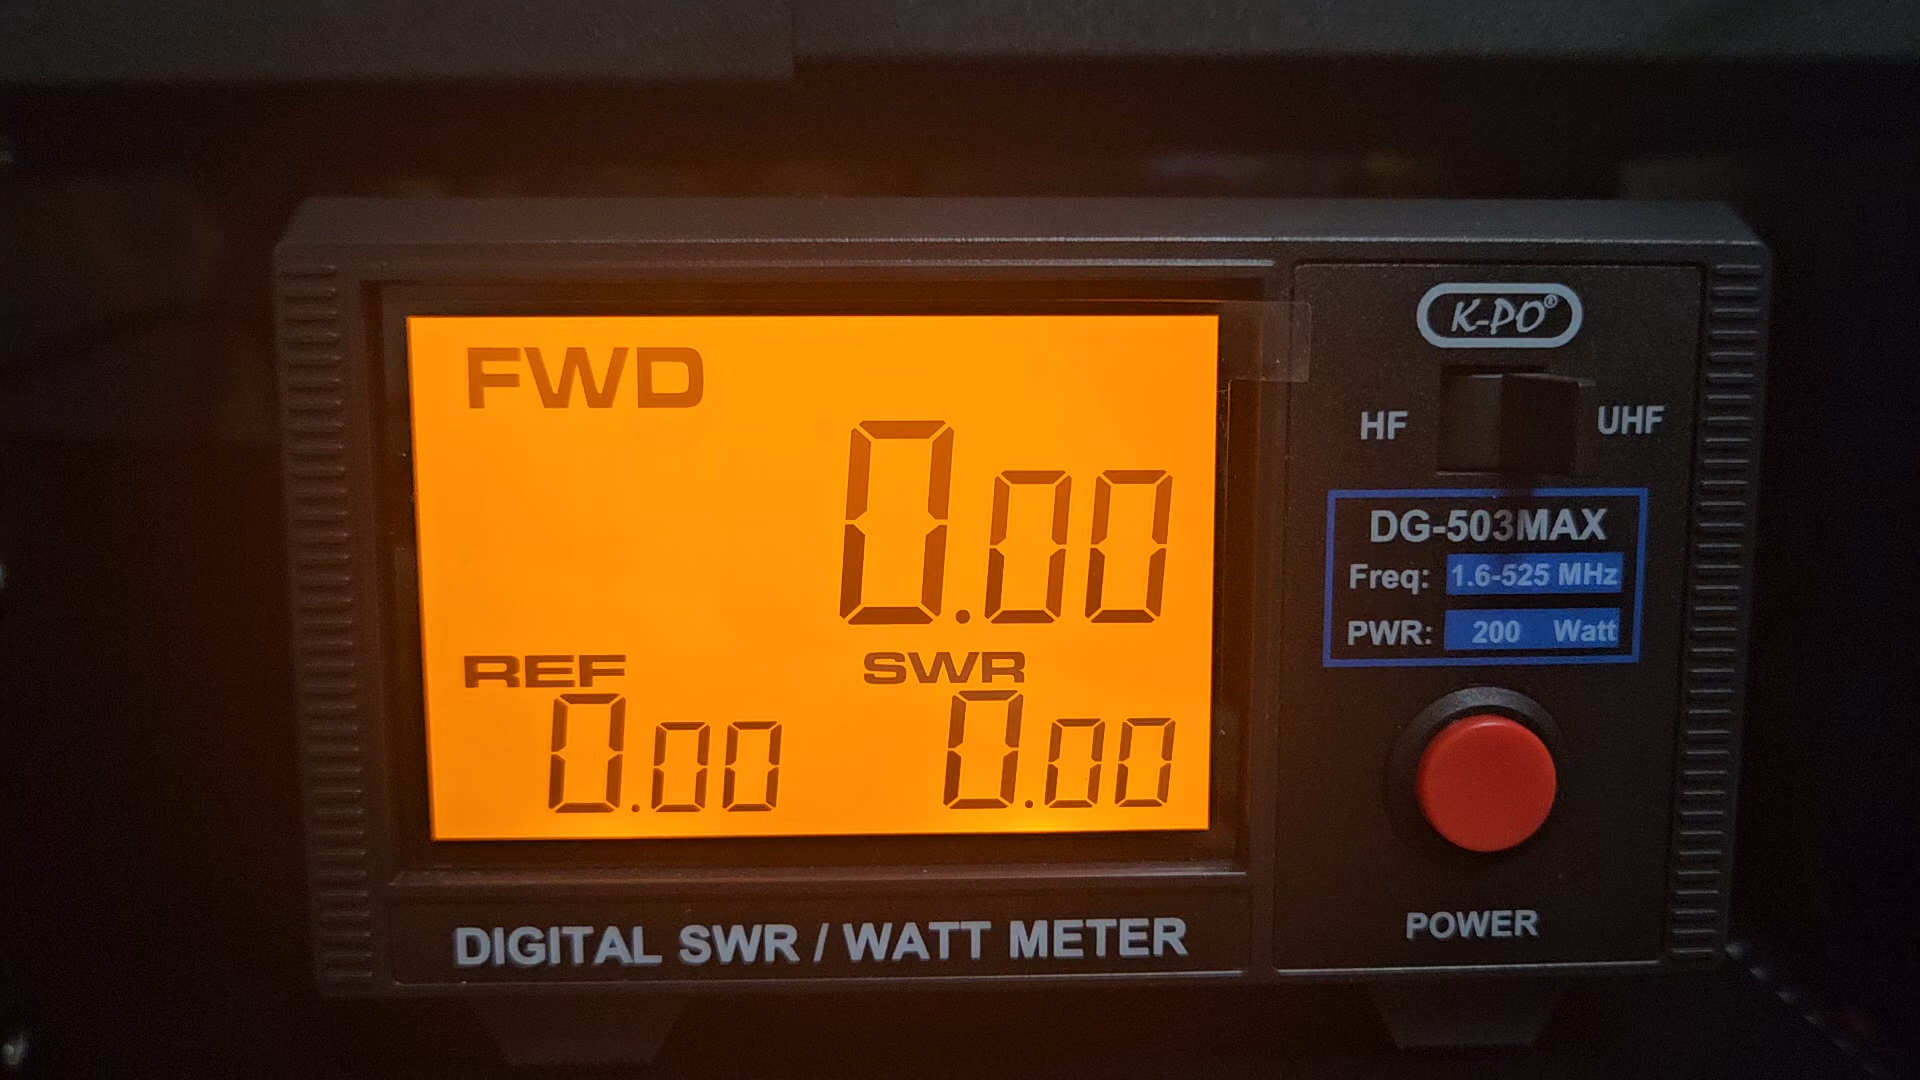 FWD
0.00
REF
0.00
SWR
0.00
DIGITAL SWR / WATT METER
K-PO®
HF
UHF
DG-503MAX
Freq: 1.6-525 MHz
PWR: 200 Watt
POWER